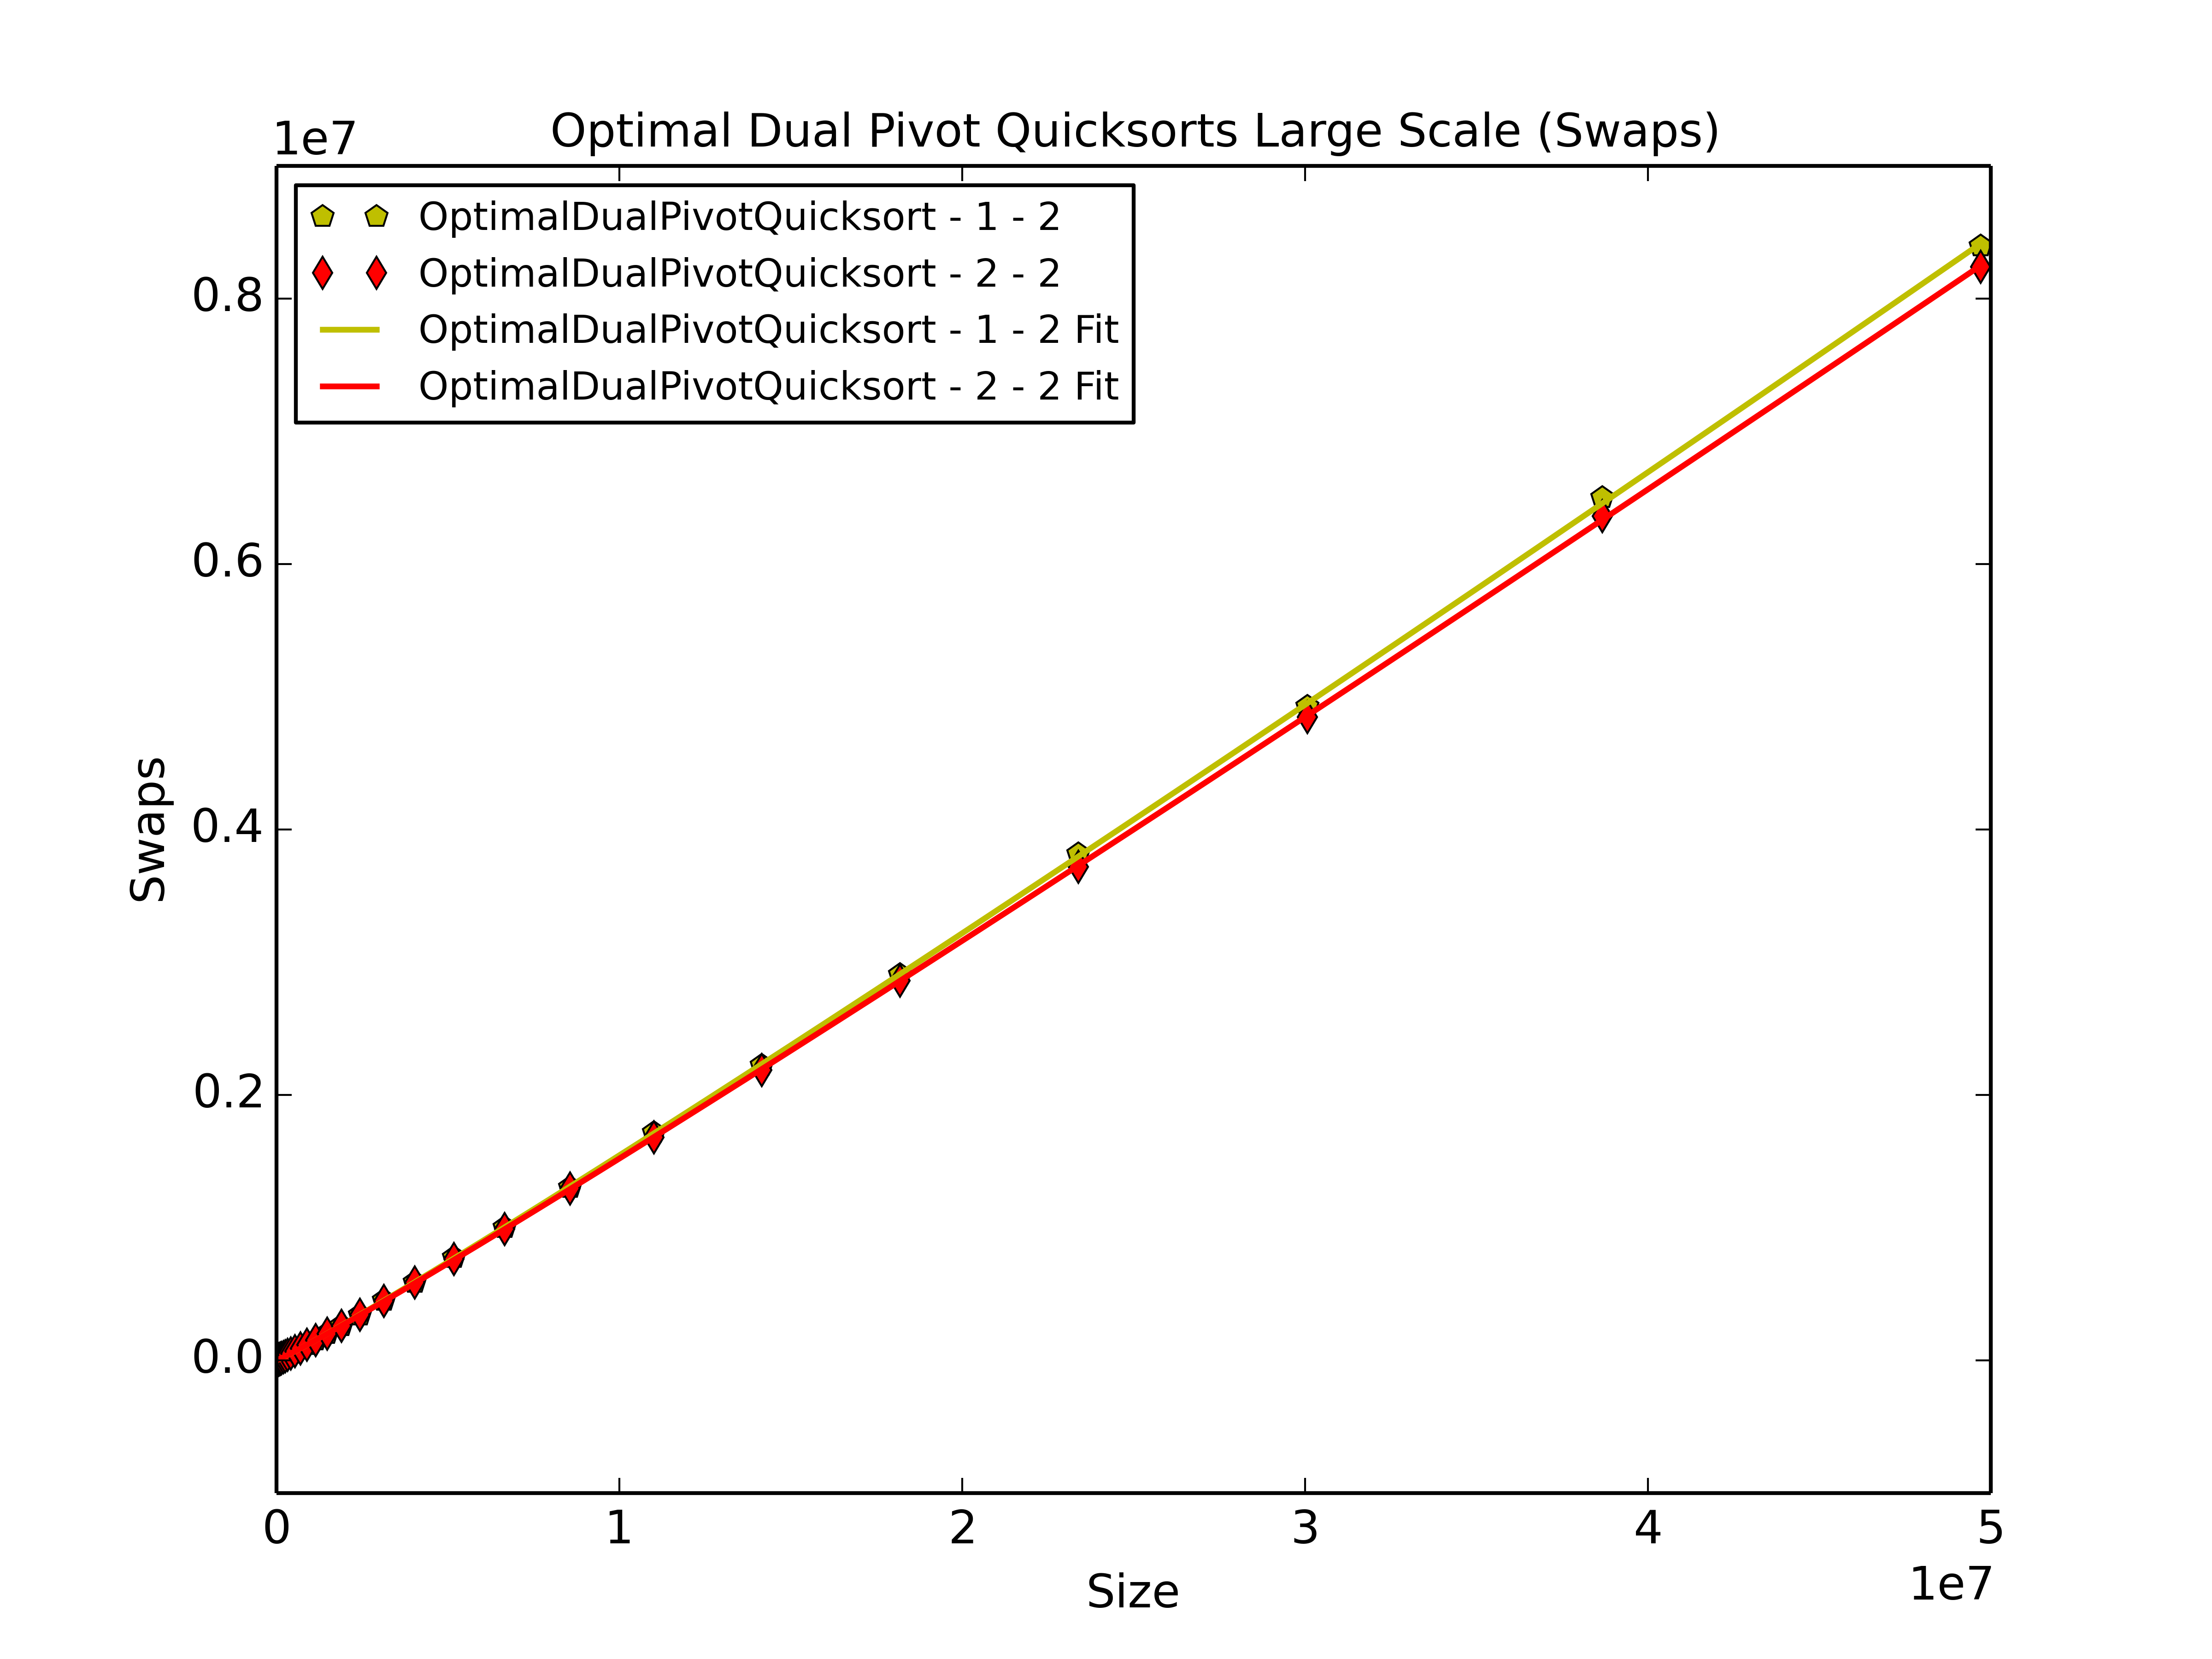 Optimal Dual Pivot Quicksorts Large Scale (Swaps)
1e7
OptimalDualPivotQuicksort - 1 - 2
OptimalDualPivotQuicksort - 2 - 2
OptimalDualPivotQuicksort - 1 - 2 Fit
OptimalDualPivotQuicksort - 2 - 2 Fit
0.8
0.6
0.4
0.2
0.0
Swaps
0 1 2 3 4 5
Size
1e7